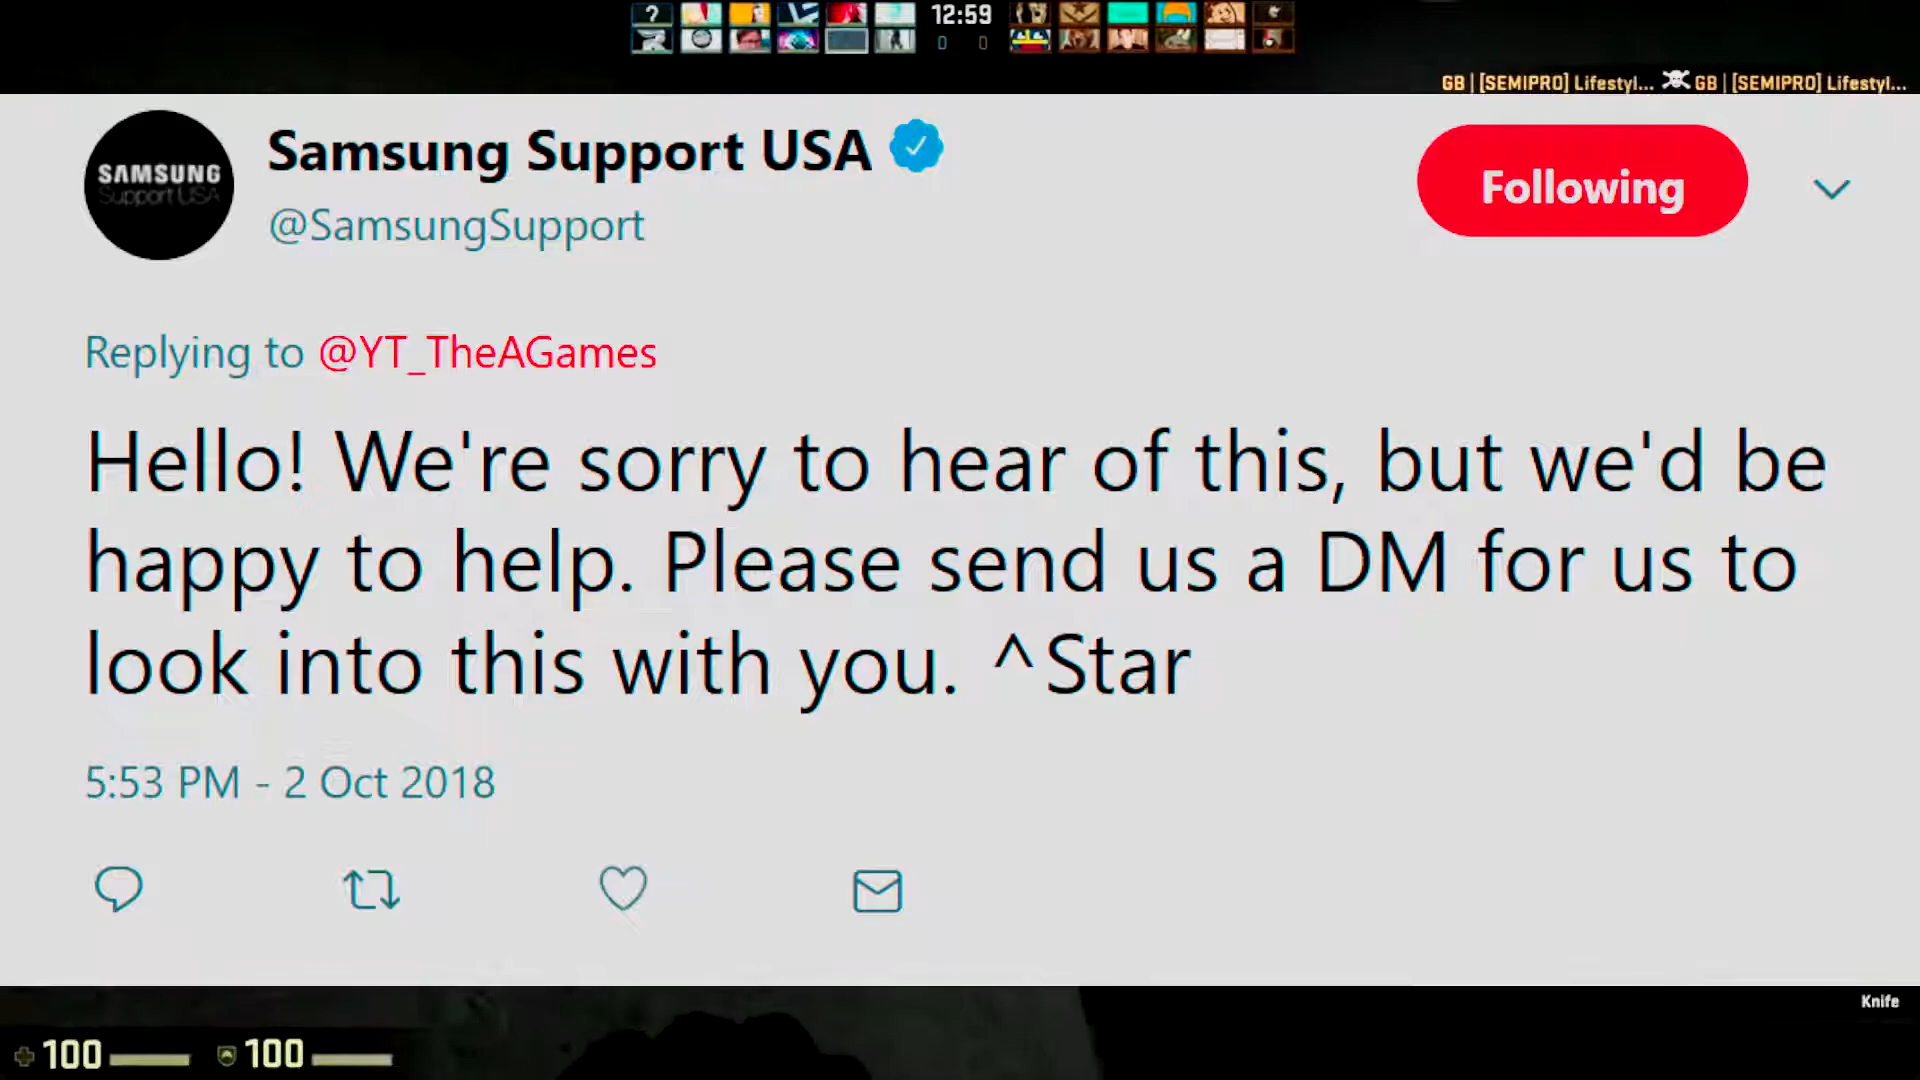 ?
12:59
0 0
GB | [SEMIPRO] Lifestyl... GB | [SEMIPRO] Lifestyl...
SAMSUNG
Support USA
Samsung Support USA
@SamsungSupport
Following
Replying to @YT_TheAGames
Hello! We're sorry to hear of this, but we'd be
happy to help. Please send us a DM for us to
look into this with you. ^Star
5:53 PM - 2 Oct 2018
Knife
100 100